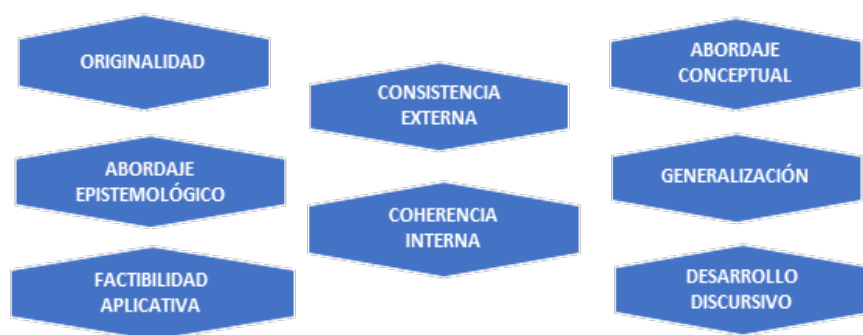 ORIGINALIDAD
ABORDAJE
EPISTEMOLÓGICO
FACTIBILIDAD
APLICATIVA
CONSISTENCIA
EXTERNA
COHERENCIA
INTERNA
ABORDAJE
CONCEPTUAL
GENERALIZACIÓN
DESARROLLO
DISCURSIVO